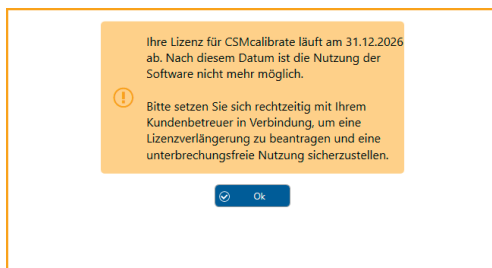 Ihre Lizenz für CSMcalibrate läuft am 31.12.2026
ab. Nach diesem Datum ist die Nutzung der
Software nicht mehr möglich.
Bitte setzen Sie sich rechtzeitig mit Ihrem
Kundenbetreuer in Verbindung, um eine
Lizenzverlängerung zu beantragen und eine
unterbrechungsfreie Nutzung sicherzustellen.
Ok